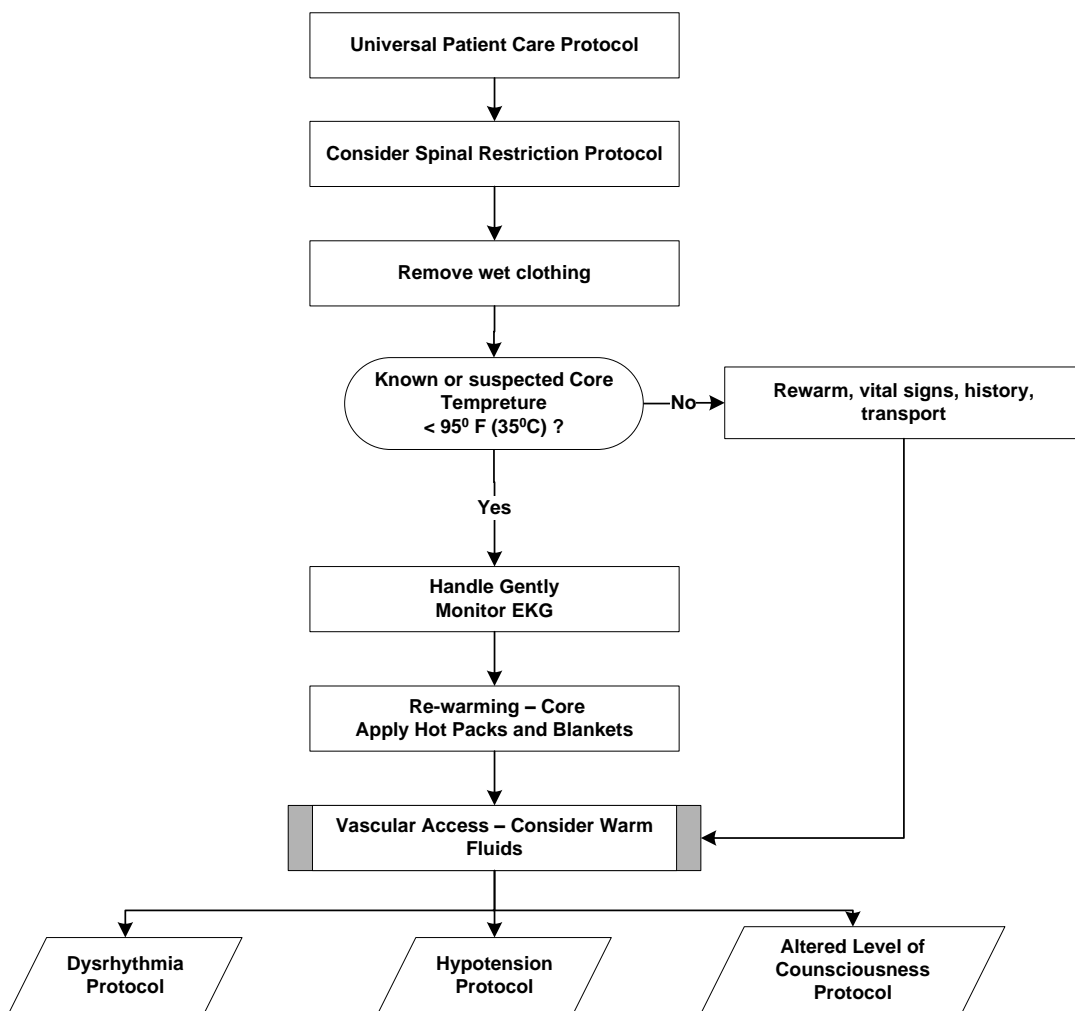 Universal Patient Care Protocol
Consider Spinal Restriction Protocol
Remove wet clothing
Known or suspected Core
Tempreture
< 95⁰ F (35⁰C) ?
No
Rewarm, vital signs, history,
transport
Yes
Handle Gently
Monitor EKG
Re-warming – Core
Apply Hot Packs and Blankets
Vascular Access – Consider Warm
Fluids
Dysrhythmia
Protocol
Hypotension
Protocol
Altered Level of
Counsciousness
Protocol